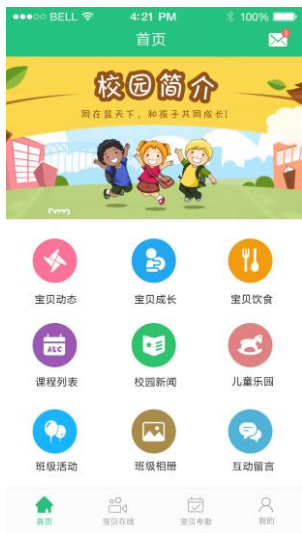 BELL 4:21 PM 100%
首页
校园简介
同在蓝天下，和孩子共同成长!
宝贝动态 宝贝成长 宝贝饮食
ALC
课程列表 校园新闻 儿童乐园
班级活动 班级相册 互动留言
首页 宝贝在线 宝贝考勤 我的